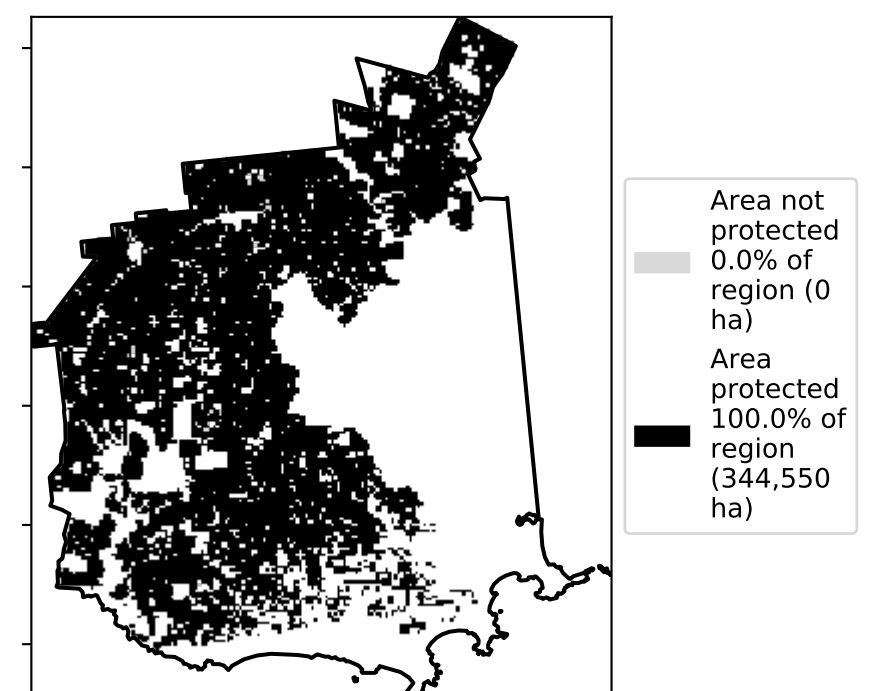 Area not
protected
0.0% of
region (0
ha)
Area
protected
100.0% of
region
(344,550
ha)